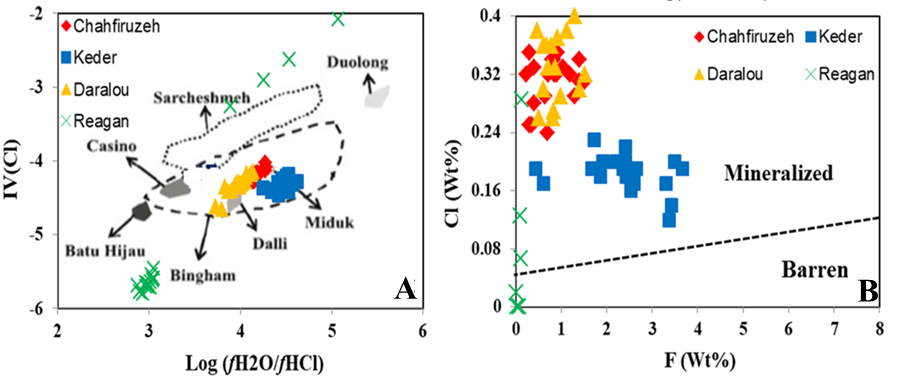 -2
-3
-4
-5
-6
IV(Cl)
Chahfiruzeh
Keder
Daralou
Reagan
Duolong
Sarcheshmeh
Casino
Batu Hijau
Bingham
Dalli
Miduk
A
2 3 4 5 6
Log (fH2O/fHCl)
0.4
0.32
0.24
0.16
0.08
0
Cl (Wt%)
Chahfiruzeh Keder
Daralou Reagan
Mineralized
Barren
B
0 1 2 3 4 5 6 7 8
F (Wt%)